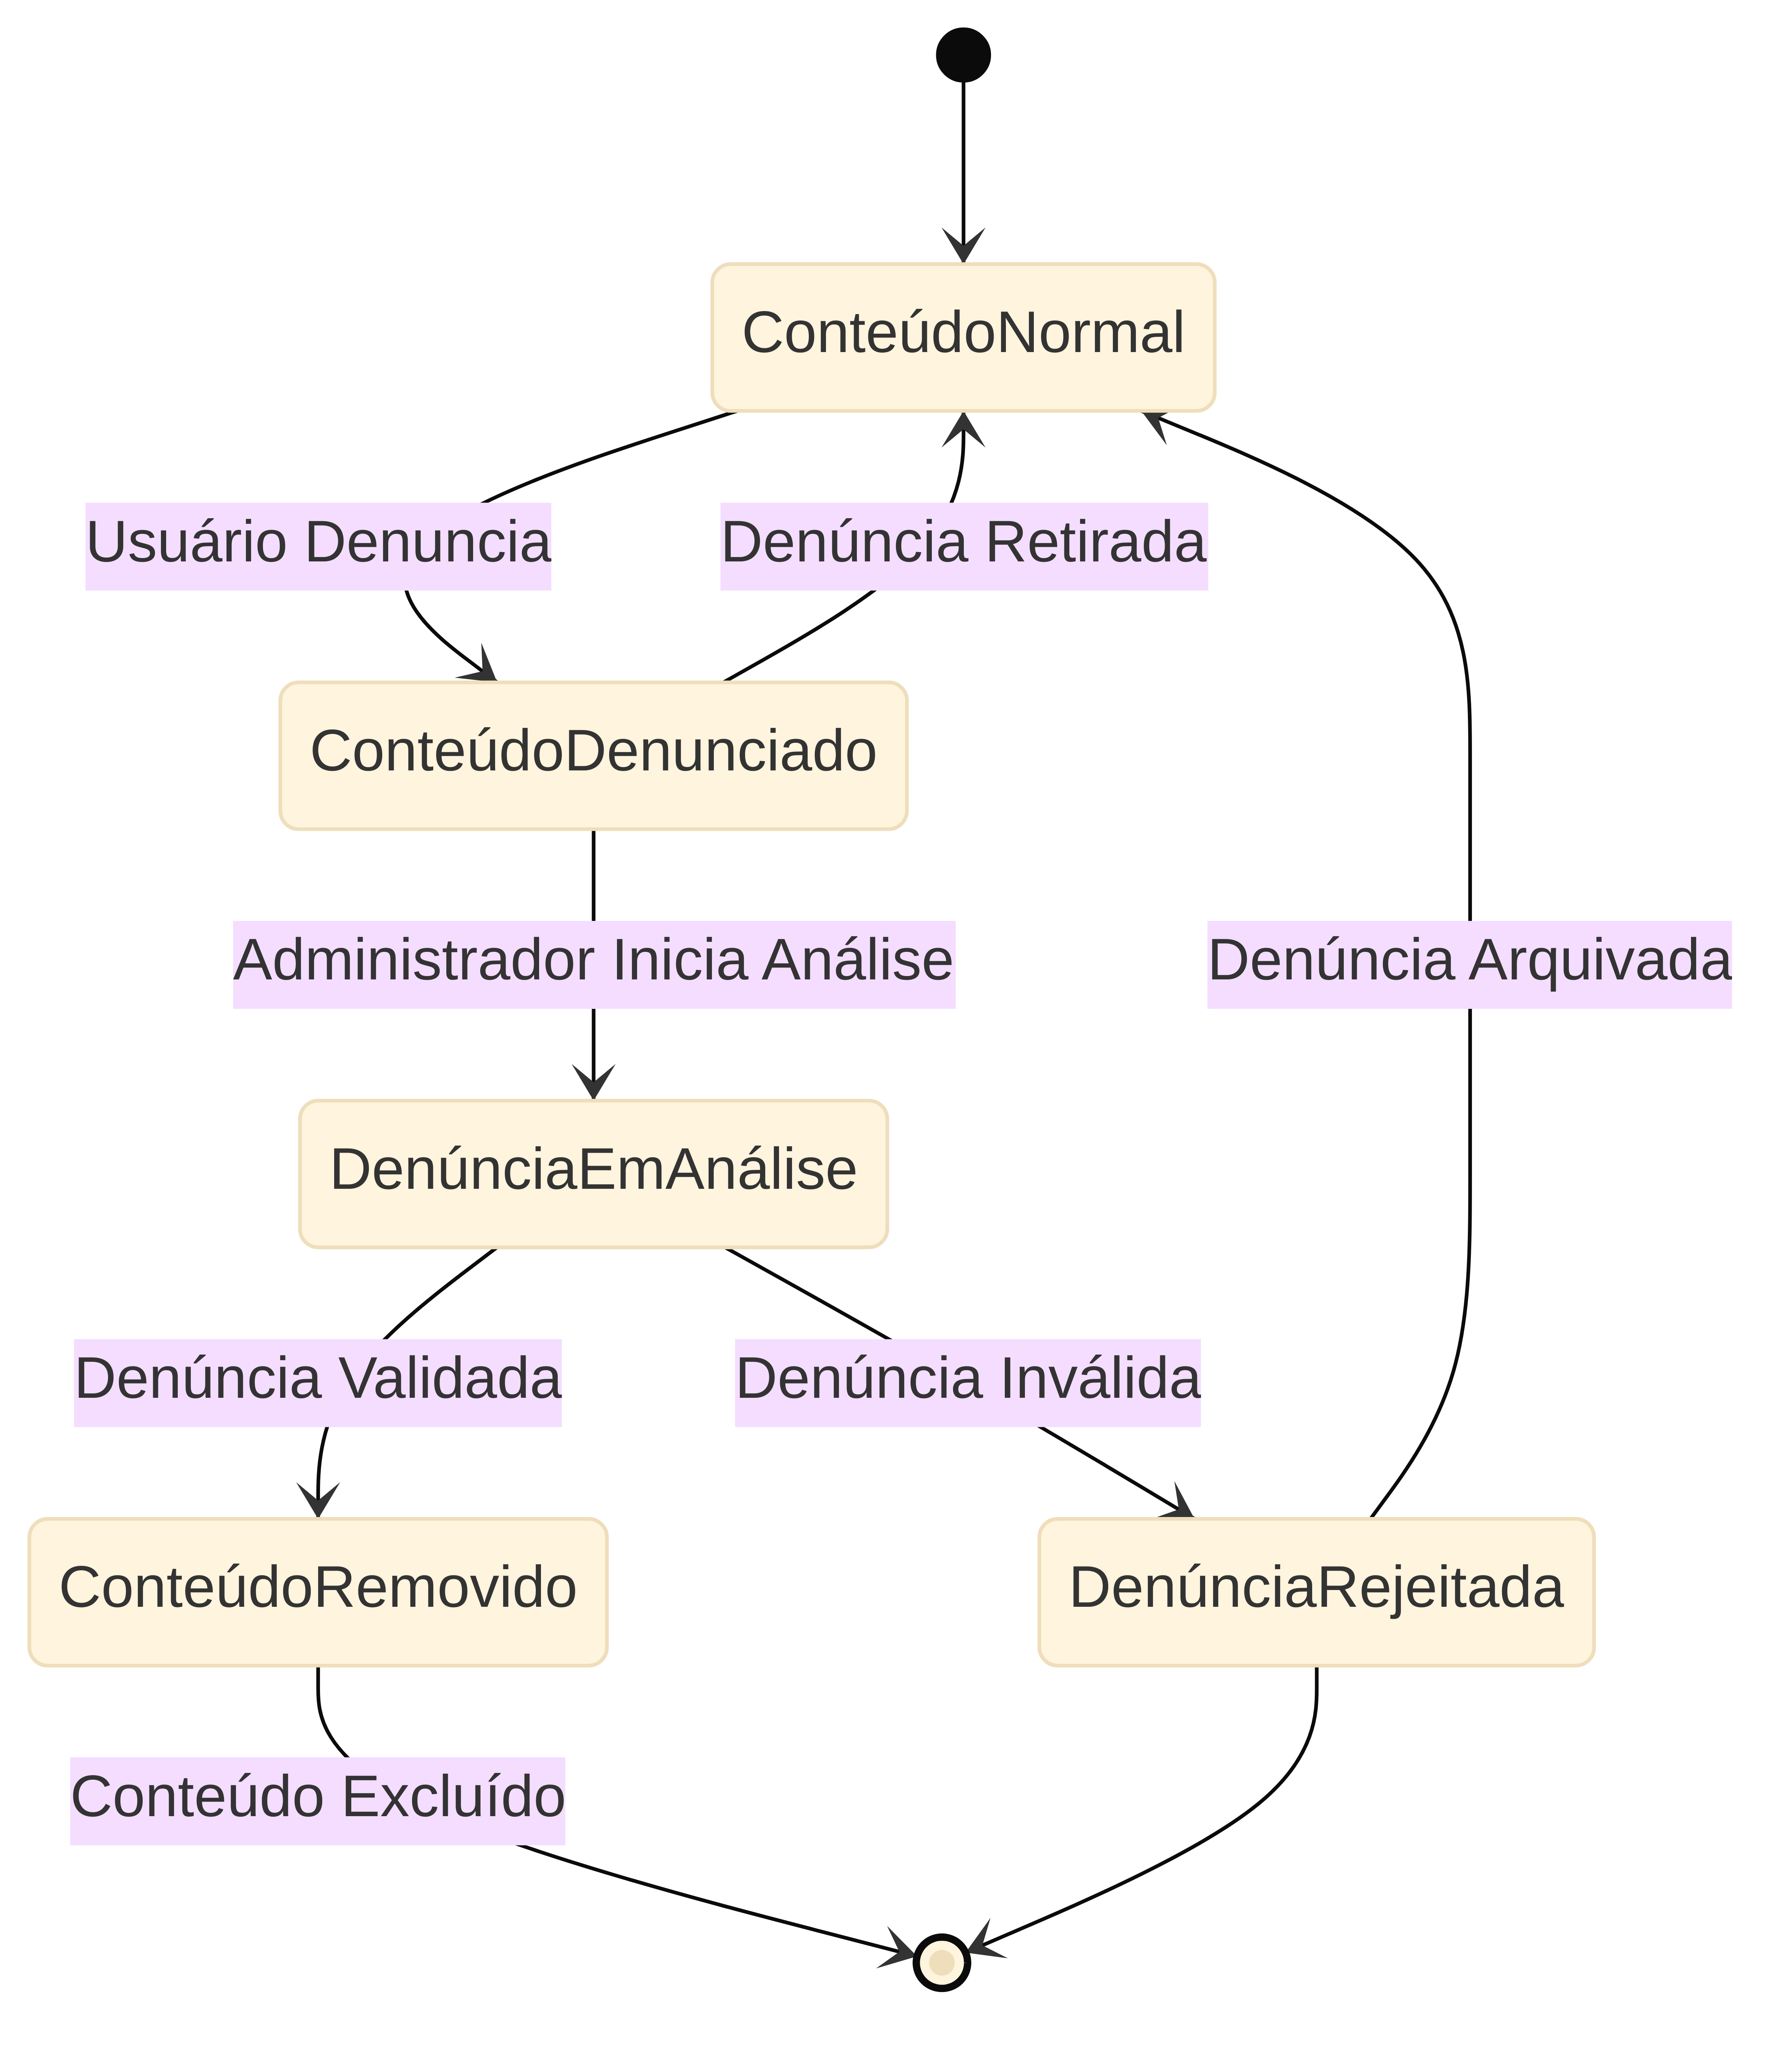 ConteúdoNormal
Usuário Denuncia
Denúncia Retirada
ConteúdoDenunciado
Administrador Inicia Análise
Denúncia Arquivada
DenúnciaEmAnálise
Denúncia Validada
Denúncia Inválida
ConteúdoRemovido
DenúnciaRejeitada
Conteúdo Excluído